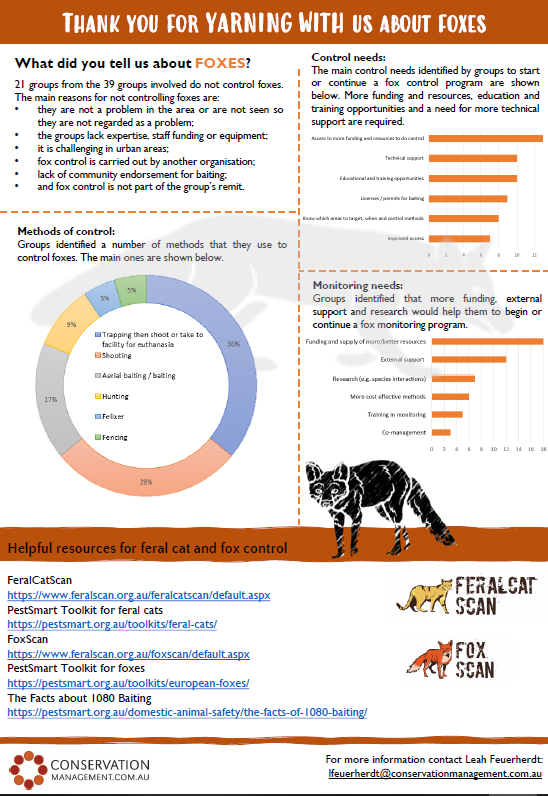 THANK YOU FOR YARNING WITH US ABOUT FOXES
What did you tell us about FOXES?
21 groups from the 39 groups involved do not control foxes.
The main reasons for not controlling foxes are:
• they are not a problem in the area or are not seen so
they are not regarded as a problem;
• the groups lack expertise, staff funding or equipment;
• it is challenging in urban areas;
• fox control is carried out by another organisation;
• lack of community endorsement for baiting;
• and fox control is not part of the group's remit.
Methods of control:
Groups identified a number of methods that they use to
control foxes. The main ones are shown below.
5%
5%
9%
36%
17%
28%
Trapping then shoot or take to
facility for euthanasia
Shooting
Aerial baiting / baiting
Hunting
Felixer
Fencing
Control needs:
The main control needs identified by groups to start
or continue a fox control program are shown
below. More funding and resources, education and
training opportunities and a need for more technical
support are required.
Access to more funding and resources to do control
Technical support
Educational and training opportunities
Licenses / permits for baiting
Know which areas to target, when and control methods
Improved access
0 2 4 6 8 10 12
Monitoring needs:
Groups identified that more funding, external
support and research would help them to begin or
continue a fox monitoring program.
Funding and supply of more/better resources
External support
Research (e.g. species interactions)
More cost effective methods
Training in monitoring
Co-management
0 2 4 6 8 10 12 14 16 18
Helpful resources for feral cat and fox control
FeralCatScan
https://www.feralscan.org.au/feralcatscan/default.aspx
PestSmart Toolkit for feral cats
https://pestsmart.org.au/toolkits/feral-cats/
FoxScan
https://www.feralscan.org.au/foxscan/default.aspx
PestSmart Toolkit for foxes
https://pestsmart.org.au/toolkits/european-foxes/
The Facts about 1080 Baiting
https://pestsmart.org.au/domestic-animal-safety/the-facts-of-1080-baiting/
FERALCAT
SCAN
FOX
SCAN
CONSERVATION
MANAGEMENT.COM.AU
For more information contact Leah Feuerherdt:
lfeuerherdt@conservationmanagement.com.au